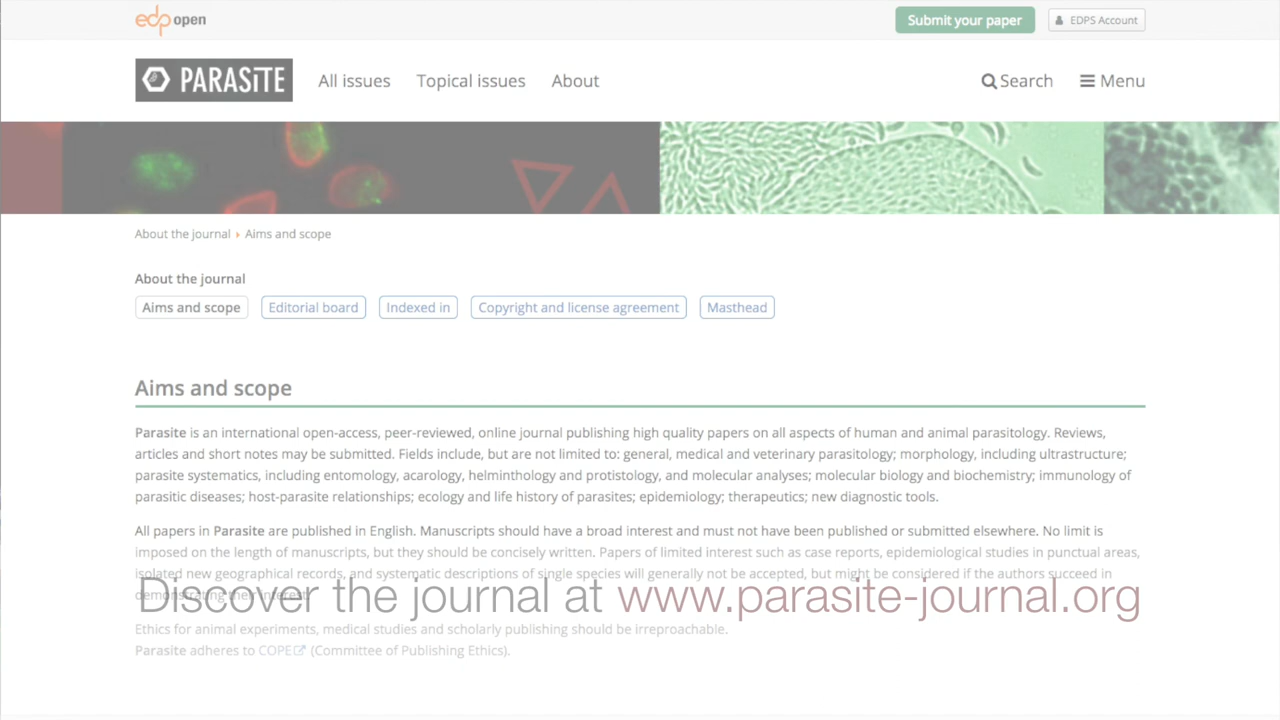 edp open
Submit your paper
EDPS Account
PARASiTE
All issues
Topical issues
About
Search
Menu
About the journal
Aims and scope
About the journal
Aims and scope
Editorial board
Indexed in
Copyright and license agreement
Masthead
Aims and scope
Parasite is an international open-access, peer-reviewed, online journal publishing high quality papers on all aspects of human and animal parasitology. Reviews,
articles and short notes may be submitted. Fields include, but are not limited to: general, medical and veterinary parasitology; morphology, including ultrastructure;
parasite systematics, including entomology, acarology, helminthology and protistology, and molecular analyses; molecular biology and biochemistry; immunology of
parasitic diseases; host-parasite relationships; ecology and life history of parasites; epidemiology; therapeutics; new diagnostic tools.
All papers in Parasite are published in English. Manuscripts should have a broad interest and must not have been published or submitted elsewhere. No limit is
imposed on the length of manuscripts, but they should be concisely written. Papers of limited interest such as case reports, epidemiological studies in punctual areas,
isolated new geographical records, and systematic descriptions of single species will generally not be accepted, but might be considered if the authors succeed in
demonstrating their interest.
Discover the journal at www.parasite-journal.org
Ethics for animal experiments, medical studies and scholarly publishing should be irreproachable.
Parasite adheres to COPE (Committee of Publishing Ethics).